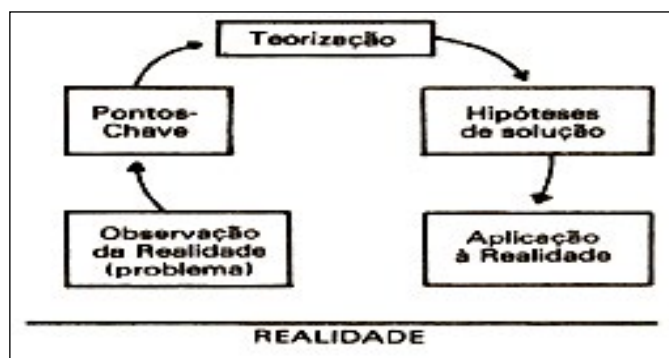 Teorização
Pontos-
Chave
Hipóteses
de solução
Observação
da Realidade
(problema)
Aplicação
à Realidade
REALIDADE